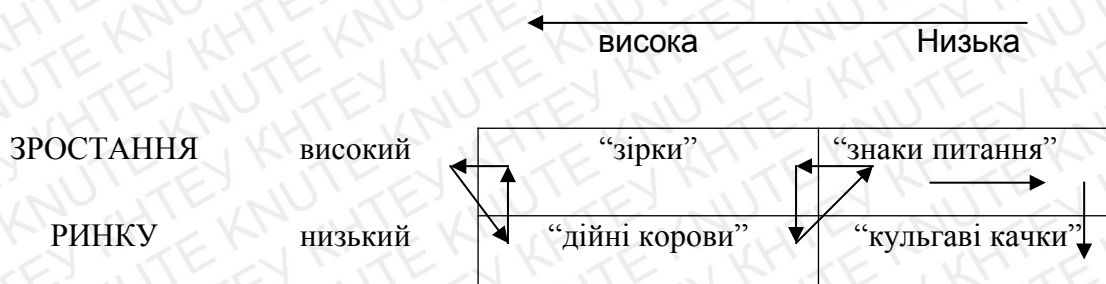 висока Низька
ЗРОСТАННЯ високий “зірки” “знаки питання”
РИНКУ низький “дійні корови” “кульгаві качки”